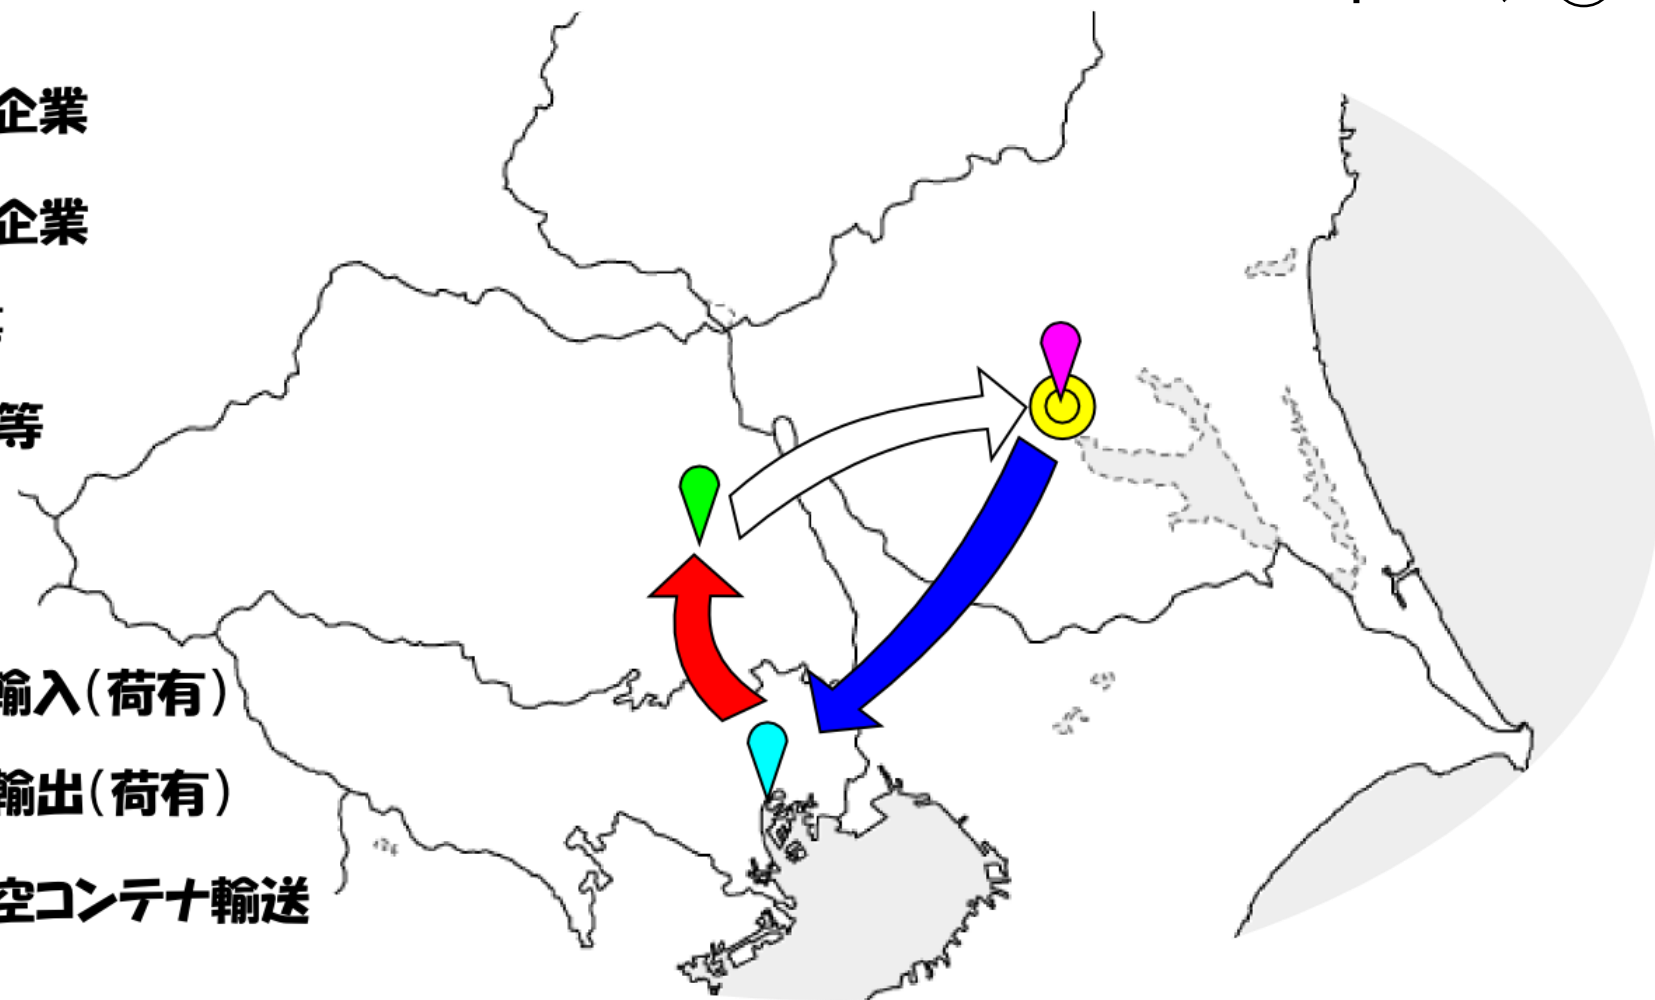 企業
企業
等
輸入(荷有)
輸出(荷有)
空コンテナ輸送